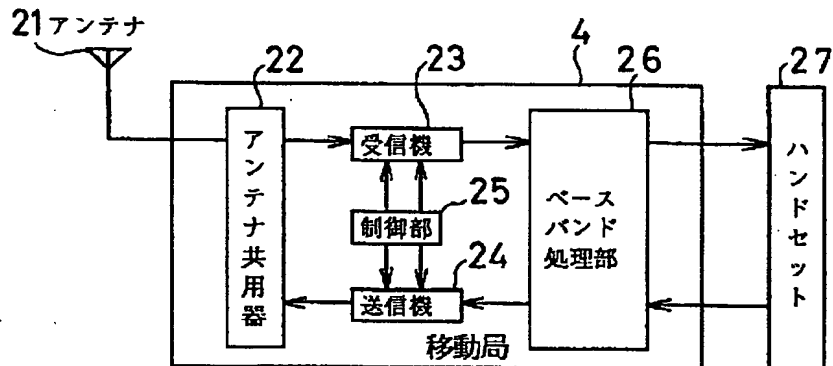 21 アンテナ
4
22
23
26
27
アンテナ共用器
受信機
25
制御部
24
送信機
ベース
バンド
処理部
ハンドセット
移動局